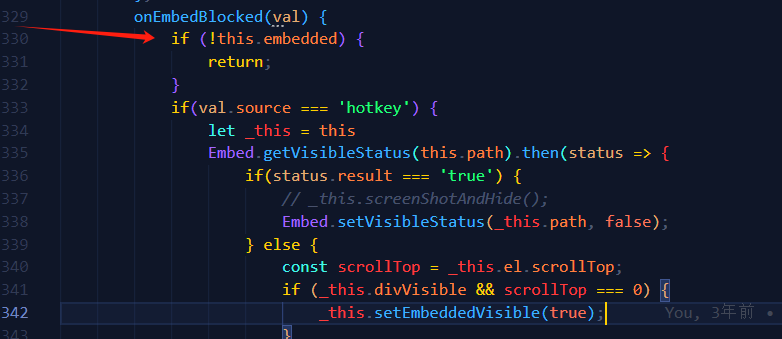 329 onEmbedBlocked(val) {
330 if (!this.embedded) {
331 return;
332 }
333 if(val.source === 'hotkey') {
334 let _this = this
335 Embed.getVisibleStatus(this.path).then(status => {
336 if(status.result === 'true') {
337 // _this.screenShotAndHide();
338 Embed.setVisibleStatus(_this.path, false);
339 } else {
340 const scrollTop = _this.el.scrollTop;
341 if (_this.divVisible && scrollTop === 0) {
342 _this.setEmbeddedVisible(true); You, 3年前 •
343 }